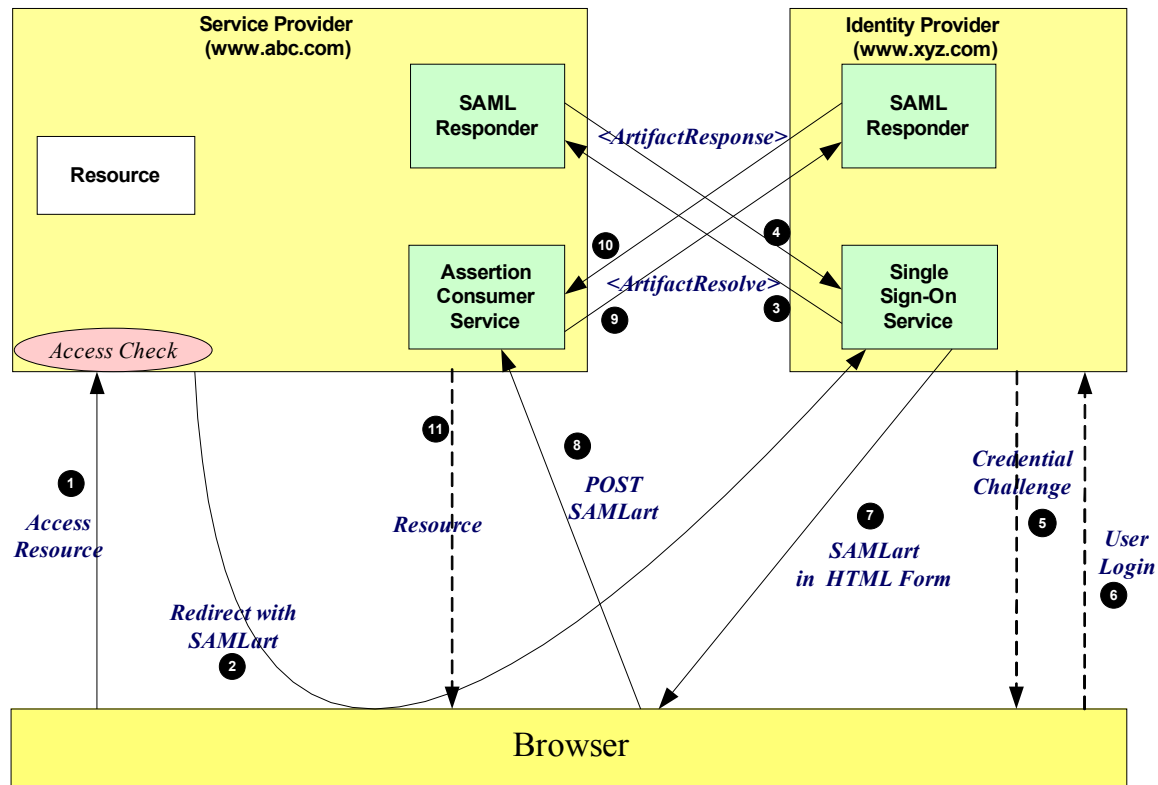 Service Provider
(www.abc.com)
Identity Provider
(www.xyz.com)
SAML
Responder
SAML
Responder
<ArtifactResponse>
Resource
10
4
Assertion
Consumer
Service
<ArtifactResolve>
Single
Sign-On
Service
9
3
Access Check
11
8
1
Access
Resource
Resource
POST
SAMLart
7
SAMLart
in HTML Form
Credential
Challenge
5
User
Login
6
Redirect with
SAMLart
2
Browser